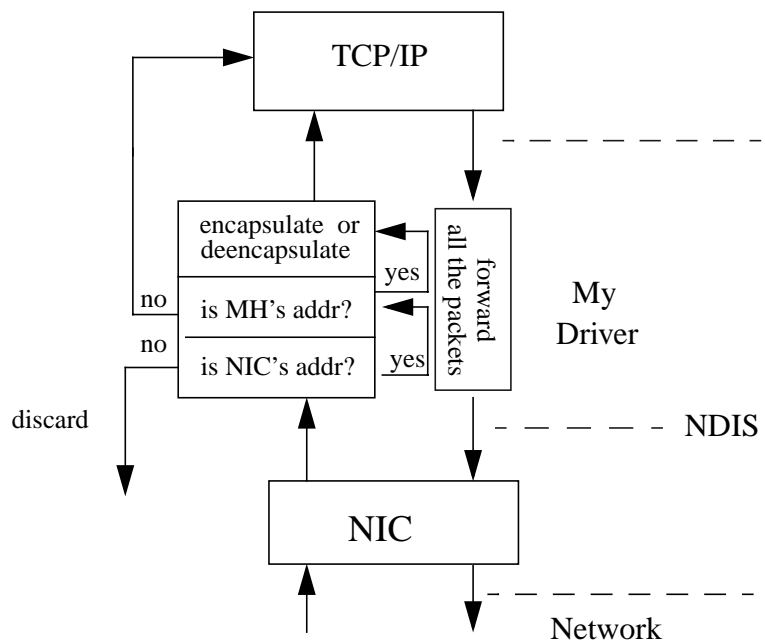 TCP/IP
encapsulate or
deencapsulate
yes
no
is MH's addr?
no
is NIC's addr?
yes
discard
forward
all the packets
My
Driver
NDIS
NIC
Network